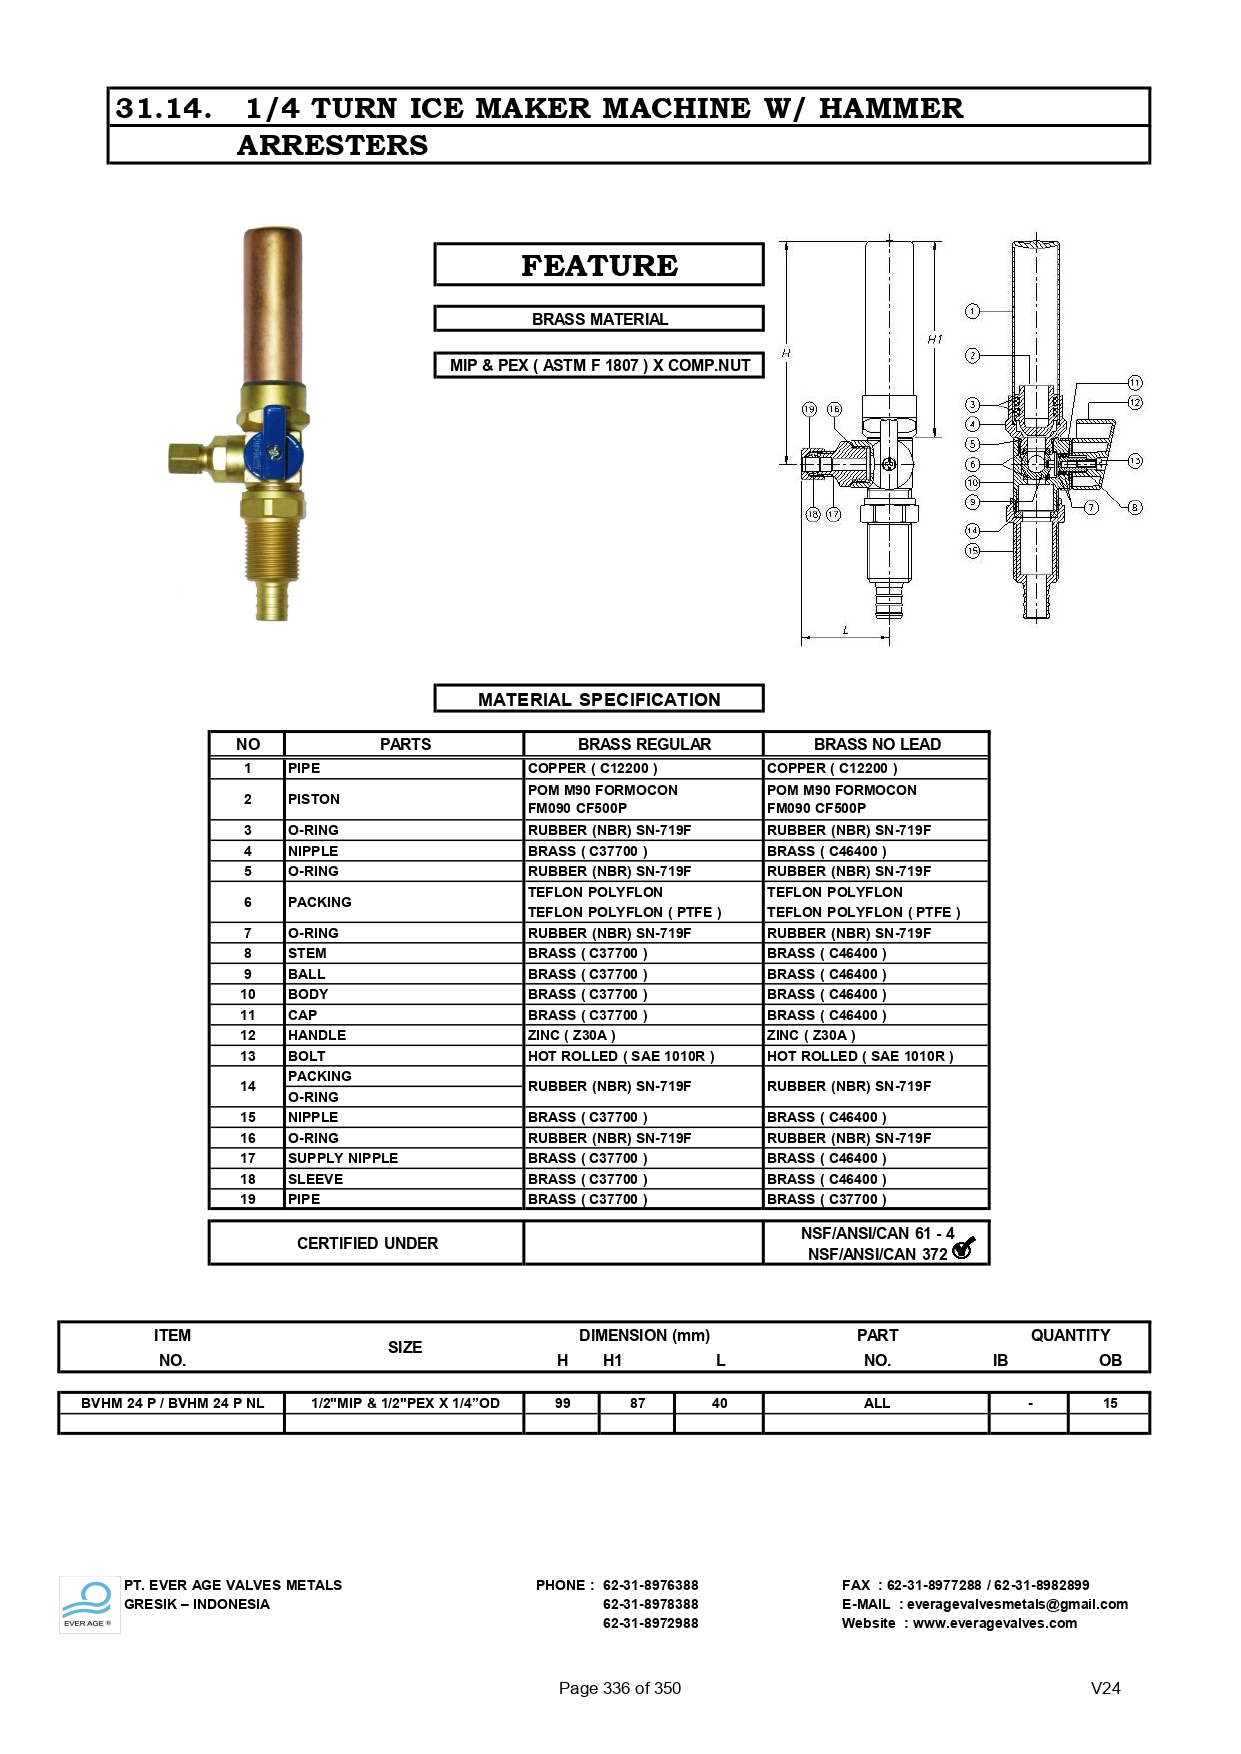 31.14. 1/4 TURN ICE MAKER MACHINE W/ HAMMER
ARRESTERS
FEATURE
BRASS MATERIAL
MIP & PEX ( ASTM F 1807 ) X COMP.NUT
H
H1
L
19
16
18
17
1
2
3
4
5
6
10
9
14
15
11
12
13
7
8
MATERIAL SPECIFICATION
NO PARTS BRASS REGULAR BRASS NO LEAD
1 PIPE COPPER ( C12200 ) COPPER ( C12200 )
2 PISTON POM M90 FORMOCON FM090 CF500P POM M90 FORMOCON FM090 CF500P
3 O-RING RUBBER (NBR) SN-719F RUBBER (NBR) SN-719F
4 NIPPLE BRASS ( C37700 ) BRASS ( C46400 )
5 O-RING RUBBER (NBR) SN-719F RUBBER (NBR) SN-719F
6 PACKING TEFLON POLYFLON TEFLON POLYFLON ( PTFE ) TEFLON POLYFLON TEFLON POLYFLON ( PTFE )
7 O-RING RUBBER (NBR) SN-719F RUBBER (NBR) SN-719F
8 STEM BRASS ( C37700 ) BRASS ( C46400 )
9 BALL BRASS ( C37700 ) BRASS ( C46400 )
10 BODY BRASS ( C37700 ) BRASS ( C46400 )
11 CAP BRASS ( C37700 ) BRASS ( C46400 )
12 HANDLE ZINC ( Z30A ) ZINC ( Z30A )
13 BOLT HOT ROLLED ( SAE 1010R ) HOT ROLLED ( SAE 1010R )
14 PACKING O-RING RUBBER (NBR) SN-719F RUBBER (NBR) SN-719F
15 NIPPLE BRASS ( C37700 ) BRASS ( C46400 )
16 O-RING RUBBER (NBR) SN-719F RUBBER (NBR) SN-719F
17 SUPPLY NIPPLE BRASS ( C37700 ) BRASS ( C46400 )
18 SLEEVE BRASS ( C37700 ) BRASS ( C46400 )
19 PIPE BRASS ( C37700 ) BRASS ( C37700 )
CERTIFIED UNDER NSF/ANSI/CAN 61 - 4
NSF/ANSI/CAN 372
ITEM NO. SIZE DIMENSION (mm) PART NO. QUANTITY
H H1 L IB OB
BVHM 24 P / BVHM 24 P NL 1/2"MIP & 1/2"PEX X 1/4”OD 99 87 40 ALL - 15
EVER AGE ®
PT. EVER AGE VALVES METALS PHONE : 62-31-8976388 FAX : 62-31-8977288 / 62-31-8982899
GRESIK – INDONESIA 62-31-8978388 E-MAIL : everagevalvesmetals@gmail.com
62-31-8972988 Website : www.everagevalves.com
Page 336 of 350 V24